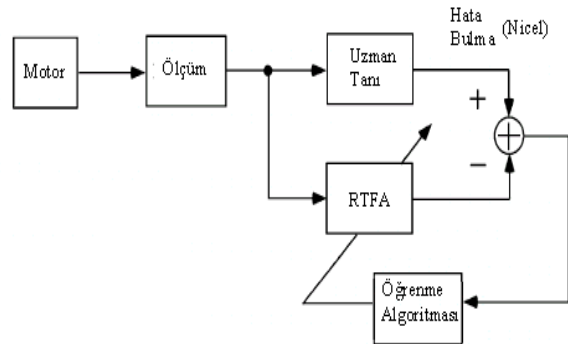 Hata
Bulma (Nicel)
Motor
Ölçüm
Uzman
Tanı
+
−
RTFA
Öğrenme
Algoritması